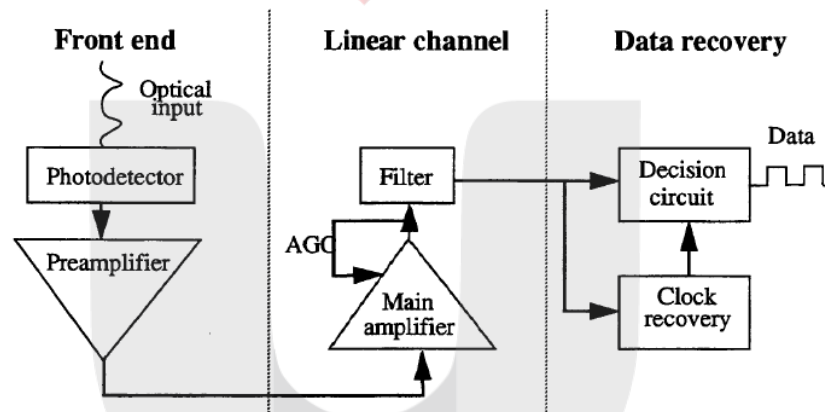 Front end
Optical
input
Photodetector
Preamplifier
Linear channel
Filter
AGC
Main
amplifier
Data recovery
Data
Decision
circuit
Clock
recovery